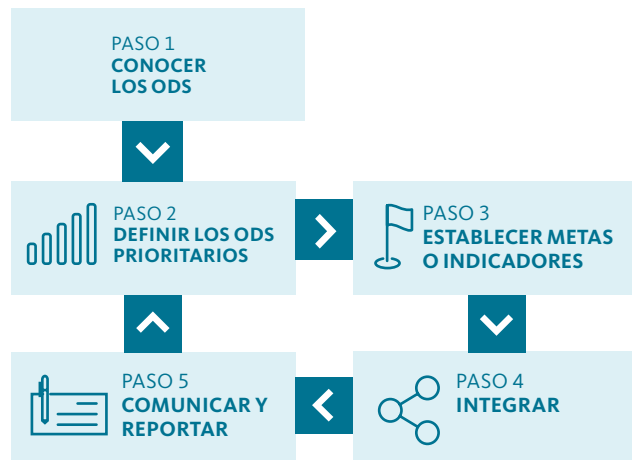 PASO 1
CONOCER
LOS ODS
PASO 2
DEFINIR LOS ODS
PRIORITARIOS
PASO 3
ESTABLECER METAS
O INDICADORES
PASO 4
INTEGRAR
PASO 5
COMUNICAR Y
REPORTAR